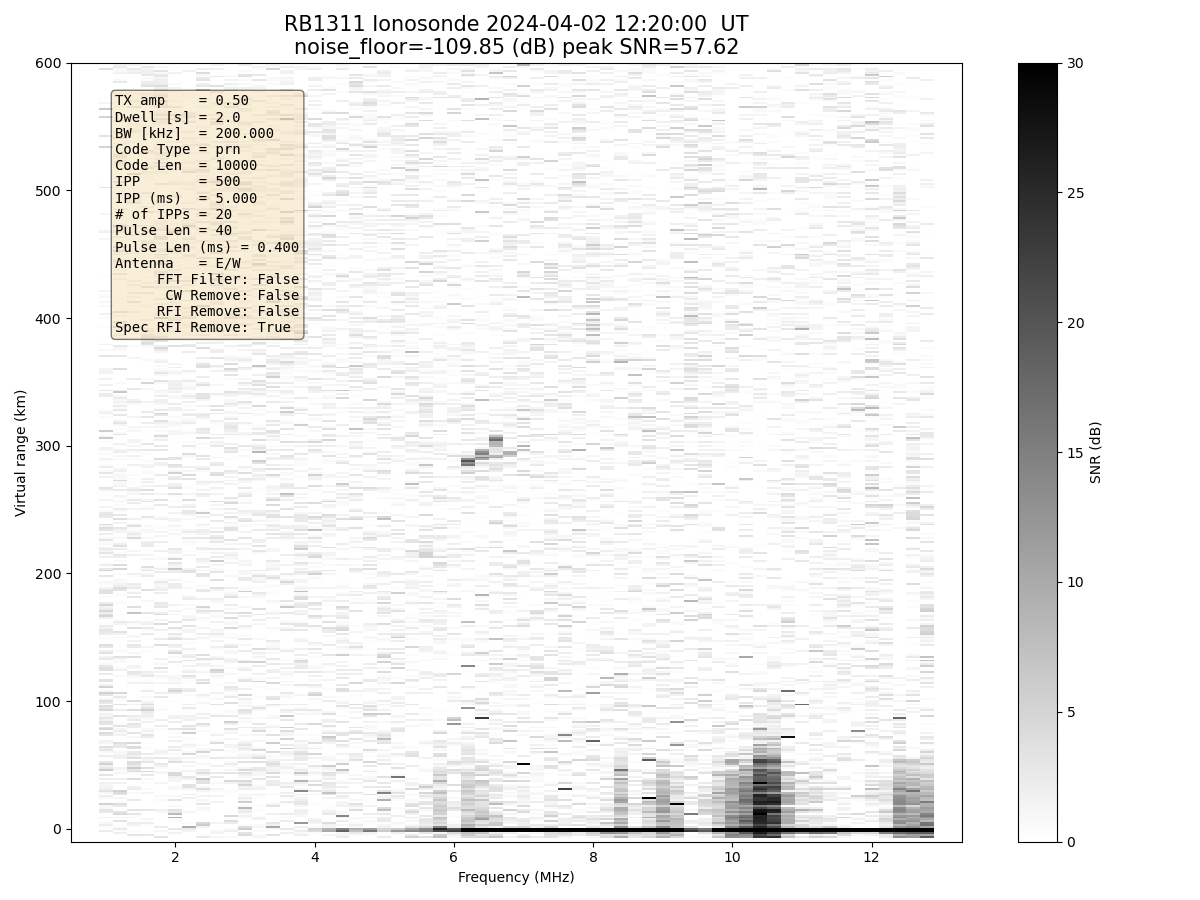 RB1311 Ionosonde 2024-04-02 12:20:00  UT
noise_floor=-109.85 (dB) peak SNR=57.62
TX amp    = 0.50
Dwell [s] = 2.0
BW [kHz]  = 200.000
Code Type = prn
Code Len  = 10000
IPP       = 500
IPP (ms)  = 5.000
# of IPPs = 20
Pulse Len = 40
Pulse Len (ms) = 0.400
Antenna   = E/W
FFT Filter: False
CW Remove: False
RFI Remove: False
Spec RFI Remove: True
Virtual range (km)
600
500
400
300
200
100
0
2 4 6 8 10 12
Frequency (MHz)
30
25
20
15
10
5
0
SNR (dB)